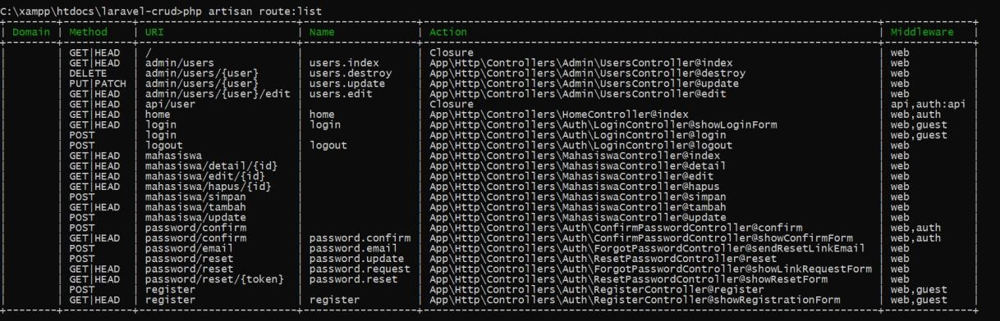 C:\xampp\htdocs\laravel-crud>php artisan route:list
| Domain | Method | URI | Name | Action | Middleware |
| | GET|HEAD | / | | Closure | web |
| | GET|HEAD | admin/users | users.index | App\Http\Controllers\Admin\UsersController@index | web |
| | DELETE | admin/users/{user} | users.destroy | App\Http\Controllers\Admin\UsersController@destroy | web |
| | PUT|PATCH | admin/users/{user} | users.update | App\Http\Controllers\Admin\UsersController@update | web |
| | GET|HEAD | admin/users/{user}/edit | users.edit | App\Http\Controllers\Admin\UsersController@edit | web |
| | GET|HEAD | api/user | | Closure | api,auth:api |
| | GET|HEAD | home | home | App\Http\Controllers\HomeController@index | web,auth |
| | GET|HEAD | login | login | App\Http\Controllers\Auth\LoginController@showLoginForm | web,guest |
| | POST | login | | App\Http\Controllers\Auth\LoginController@login | web,guest |
| | POST | logout | logout | App\Http\Controllers\Auth\LoginController@logout | web |
| | GET|HEAD | mahasiswa | | App\Http\Controllers\MahasiswaController@index | web |
| | GET|HEAD | mahasiswa/detail/{id} | | App\Http\Controllers\MahasiswaController@detail | web |
| | GET|HEAD | mahasiswa/edit/{id} | | App\Http\Controllers\MahasiswaController@edit | web |
| | GET|HEAD | mahasiswa/hapus/{id} | | App\Http\Controllers\MahasiswaController@hapus | web |
| | POST | mahasiswa/simpan | | App\Http\Controllers\MahasiswaController@simpan | web |
| | GET|HEAD | mahasiswa/tambah | | App\Http\Controllers\MahasiswaController@tambah | web |
| | POST | mahasiswa/update | | App\Http\Controllers\MahasiswaController@update | web |
| | POST | password/confirm | | App\Http\Controllers\Auth\ConfirmPasswordController@confirm | web,auth |
| | GET|HEAD | password/confirm | password.confirm | App\Http\Controllers\Auth\ConfirmPasswordController@showConfirmForm | web,auth |
| | POST | password/email | password.email | App\Http\Controllers\Auth\ForgotPasswordController@sendResetLinkEmail | web |
| | POST | password/reset | password.update | App\Http\Controllers\Auth\ResetPasswordController@reset | web |
| | GET|HEAD | password/reset | password.request | App\Http\Controllers\Auth\ForgotPasswordController@showLinkRequestForm | web |
| | GET|HEAD | password/reset/{token} | password.reset | App\Http\Controllers\Auth\ResetPasswordController@showResetForm | web |
| | POST | register | | App\Http\Controllers\Auth\RegisterController@register | web,guest |
| | GET|HEAD | register | register | App\Http\Controllers\Auth\RegisterController@showRegistrationForm | web,guest |